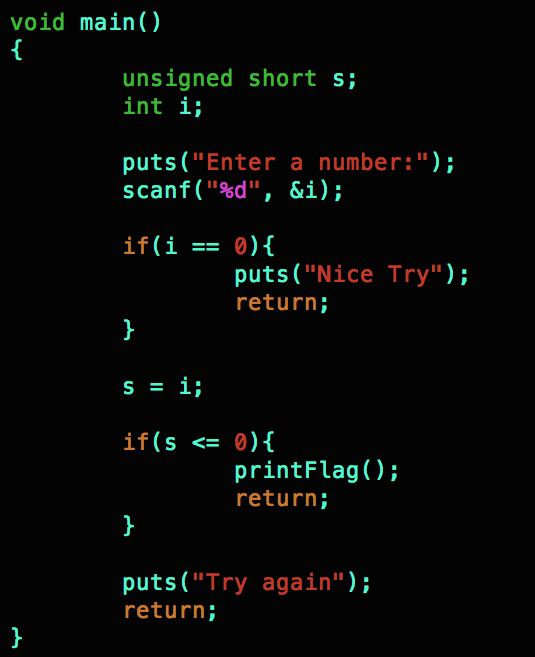 void main()
{
        unsigned short s;
        int i;

        puts("Enter a number:");
        scanf("%d", &i);

        if(i == 0){
                puts("Nice Try");
                return;
        }

        s = i;

        if(s <= 0){
                printFlag();
                return;
        }

        puts("Try again");
        return;
}